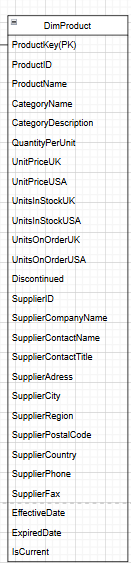 DimProduct
ProductKey(PK)
ProductID
ProductName
CategoryName
CategoryDescription
QuantityPerUnit
UnitPriceUK
UnitPriceUSA
UnitsInStockUK
UnitsInStockUSA
UnitsOnOrderUK
UnitsOnOrderUSA
Discontinued
SupplierID
SupplierCompanyName
SupplierContactName
SupplierContactTitle
SupplierAdress
SupplierCity
SupplierRegion
SupplierPostalCode
SupplierCountry
SupplierPhone
SupplierFax
EffectiveDate
ExpiredDate
IsCurrent